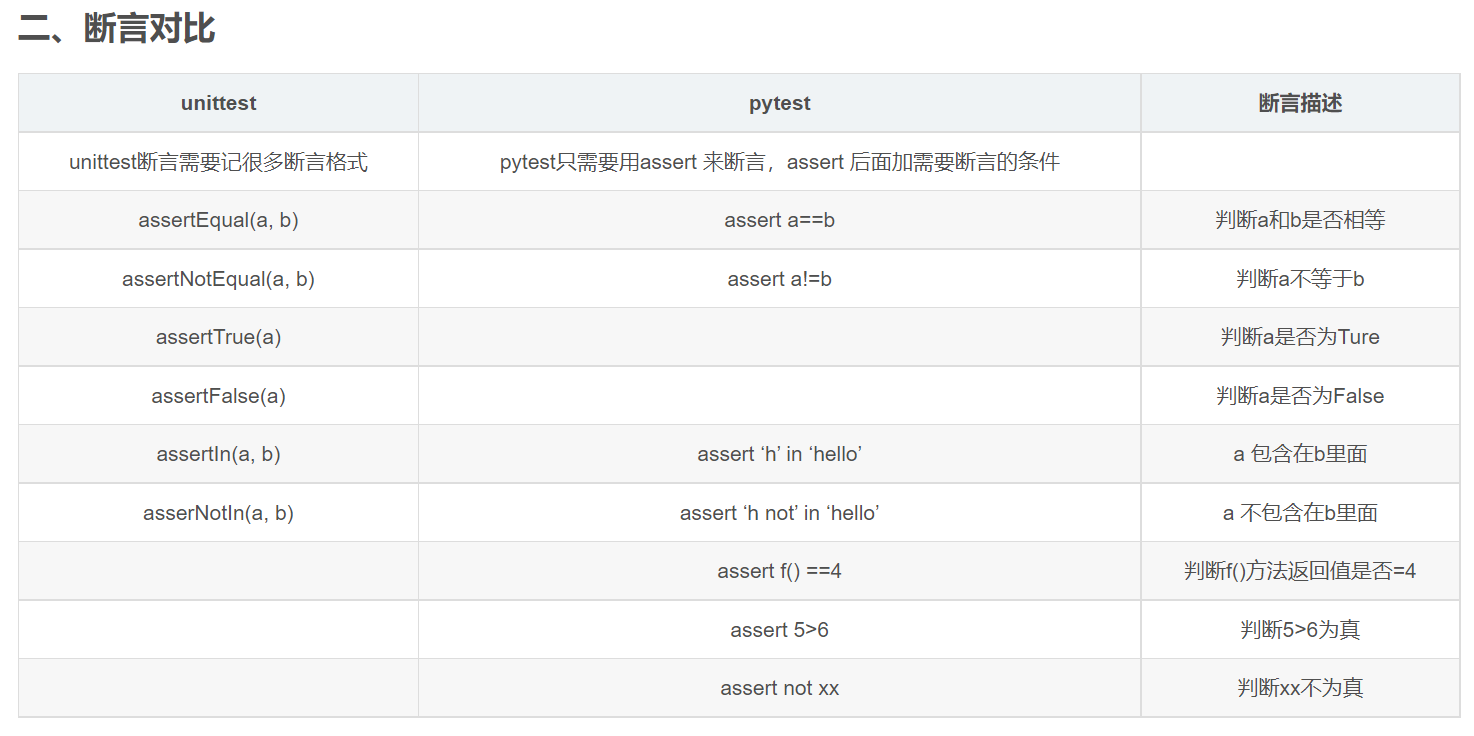 二、断言对比
unittest pytest 断言描述
unittest断言需要记很多断言格式 pytest只需要用assert 来断言，assert 后面加需要断言的条件
assertEqual(a, b) assert a==b 判断a和b是否相等
assertNotEqual(a, b) assert a!=b 判断a不等于b
assertTrue(a) 判断a是否为Ture
assertFalse(a) 判断a是否为False
assertIn(a, b) assert ‘h’ in ‘hello’ a 包含在b里面
asserNotIn(a, b) assert ‘h not’ in ‘hello’ a 不包含在b里面
assert f() ==4 判断f()方法返回值是否=4
assert 5>6 判断5>6为真
assert not xx 判断xx不为真